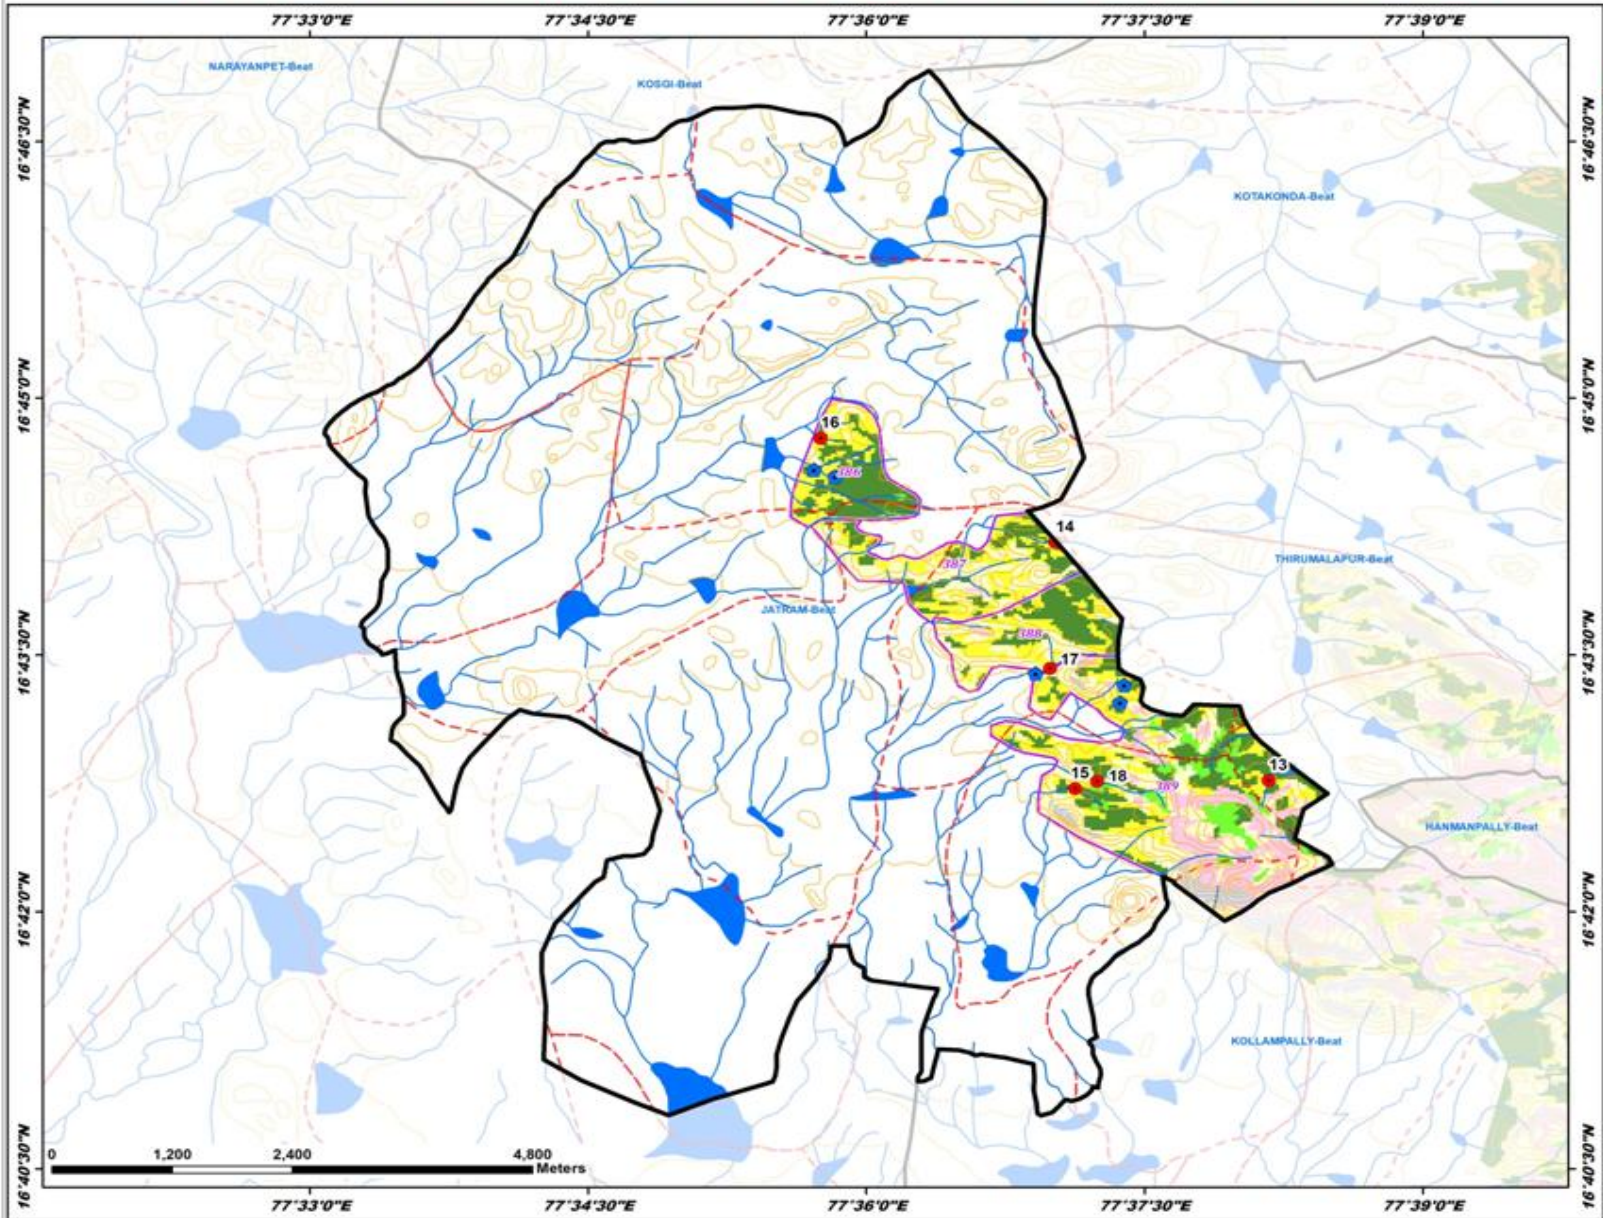 77°33'0"E 77°34'30"E 77°36'0"E 77°37'30"E 77°39'0"E
NARAYANPET-Beat
KOSGI-Beat
16°46'30"N
16°46'30"N
KOTAKONDA-Beat
16°45'0"N
16°45'0"N
16
386
14
THIRUMALAPUR-Beat
387
JATRAM-Beat
388
16°43'30"N
16°43'30"N
17
13
15 18
389
HANMANPALLY-Beat
16°42'0"N
16°42'0"N
KOLLAMPALLY-Beat
16°40'30"N
16°40'30"N
0 1,200 2,400 4,800
Meters
77°33'0"E 77°34'30"E 77°36'0"E 77°37'30"E 77°39'0"E